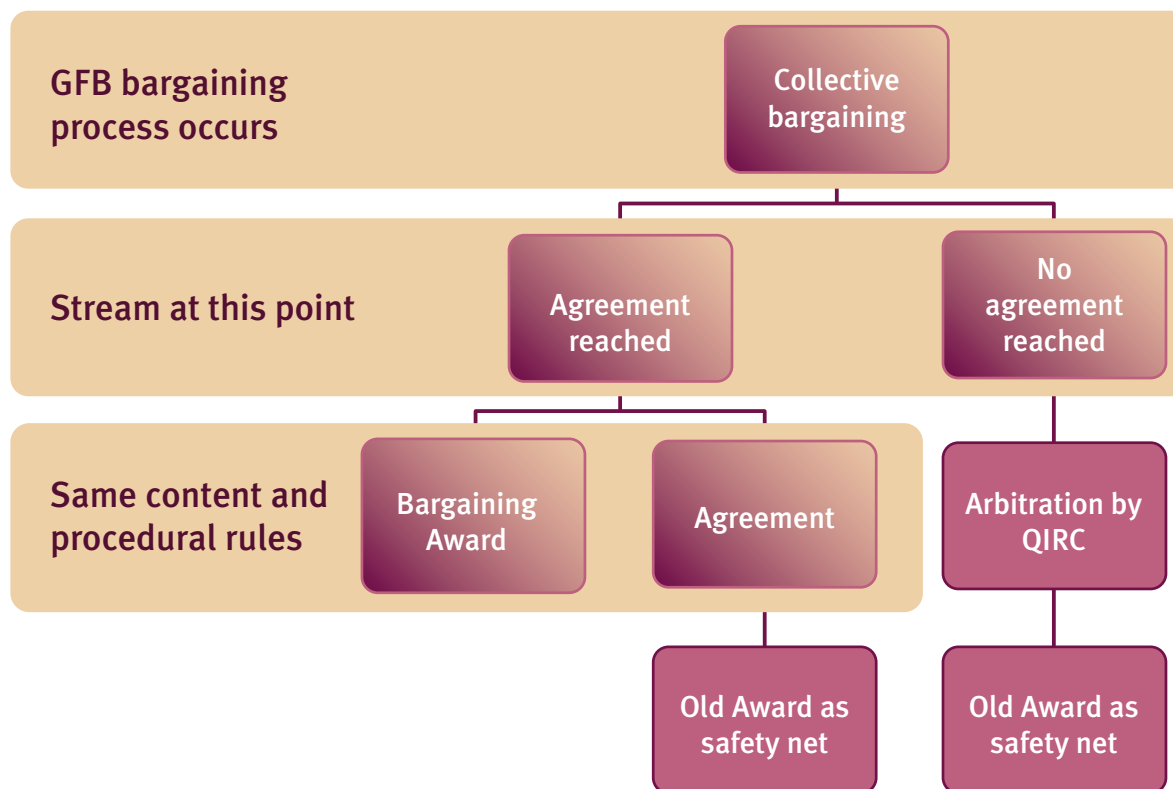 GFB bargaining
process occurs
Collective
bargaining
Stream at this point
Agreement
reached
No
agreement
reached
Same content and
procedural rules
Bargaining
Award
Agreement
Arbitration by
QIRC
Old Award as
safety net
Old Award as
safety net